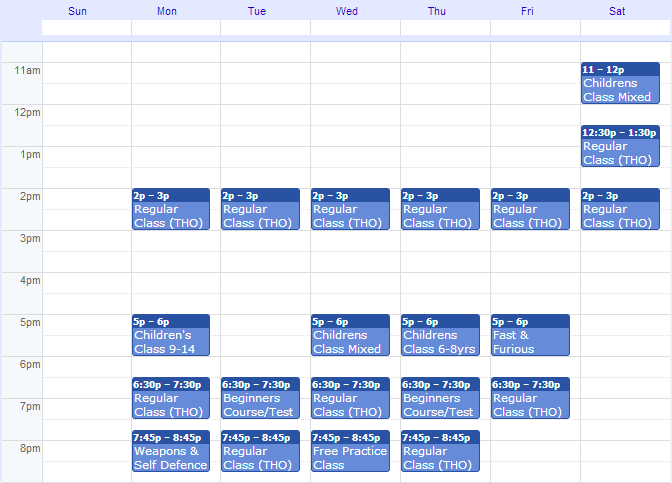 Sun Mon Tue Wed Thu Fri Sat
11am
11 – 12p
Childrens
Class Mixed
12pm
12:30p – 1:30p
Regular
Class (THO)
1pm
2pm
2p – 3p
Regular
Class (THO)
2p – 3p
Regular
Class (THO)
2p – 3p
Regular
Class (THO)
2p – 3p
Regular
Class (THO)
2p – 3p
Regular
Class (THO)
2p – 3p
Regular
Class (THO)
3pm
4pm
5pm
5p – 6p
Children's
Class 9-14
5p – 6p
Childrens
Class Mixed
5p – 6p
Childrens
Class 6-8yrs
5p – 6p
Fast &
Furious
6pm
6:30p – 7:30p
Regular
Class (THO)
6:30p – 7:30p
Beginners
Course/Test
6:30p – 7:30p
Regular
Class (THO)
6:30p – 7:30p
Beginners
Course/Test
6:30p – 7:30p
Regular
Class (THO)
7pm
7:45p – 8:45p
Weapons &
Self Defence
7:45p – 8:45p
Regular
Class (THO)
7:45p – 8:45p
Free Practice
Class
7:45p – 8:45p
Regular
Class (THO)
8pm